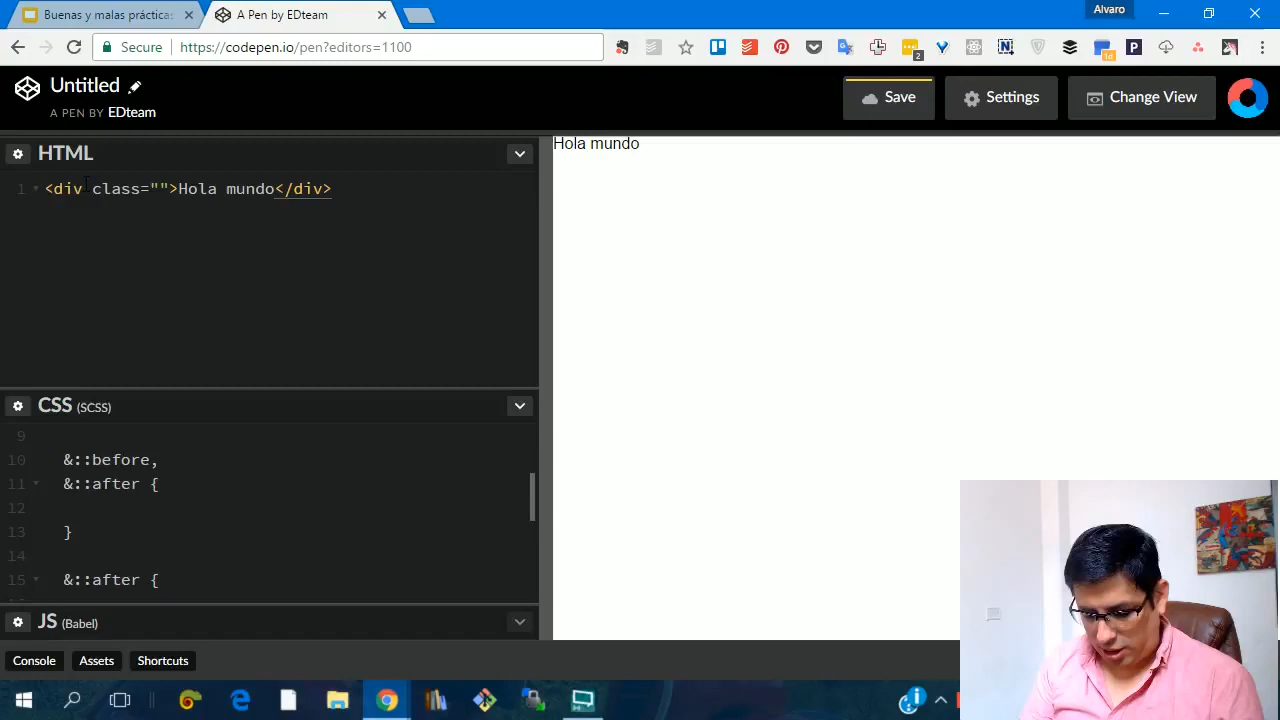 Buenas y malas práctica
A Pen by EDteam
Alvaro
Secure
https://codepen.io/pen?editors=1100
2
1d
P
N
Untitled
A PEN BY EDteam
Save
Settings
Change View
HTML
1 <div class="">Hola mundo</div>
Hola mundo
CSS (SCSS)
9
10 &::before,
11 &::after {
12
13 }
14
15 &::after {
JS (Babel)
Console
Assets
Shortcuts